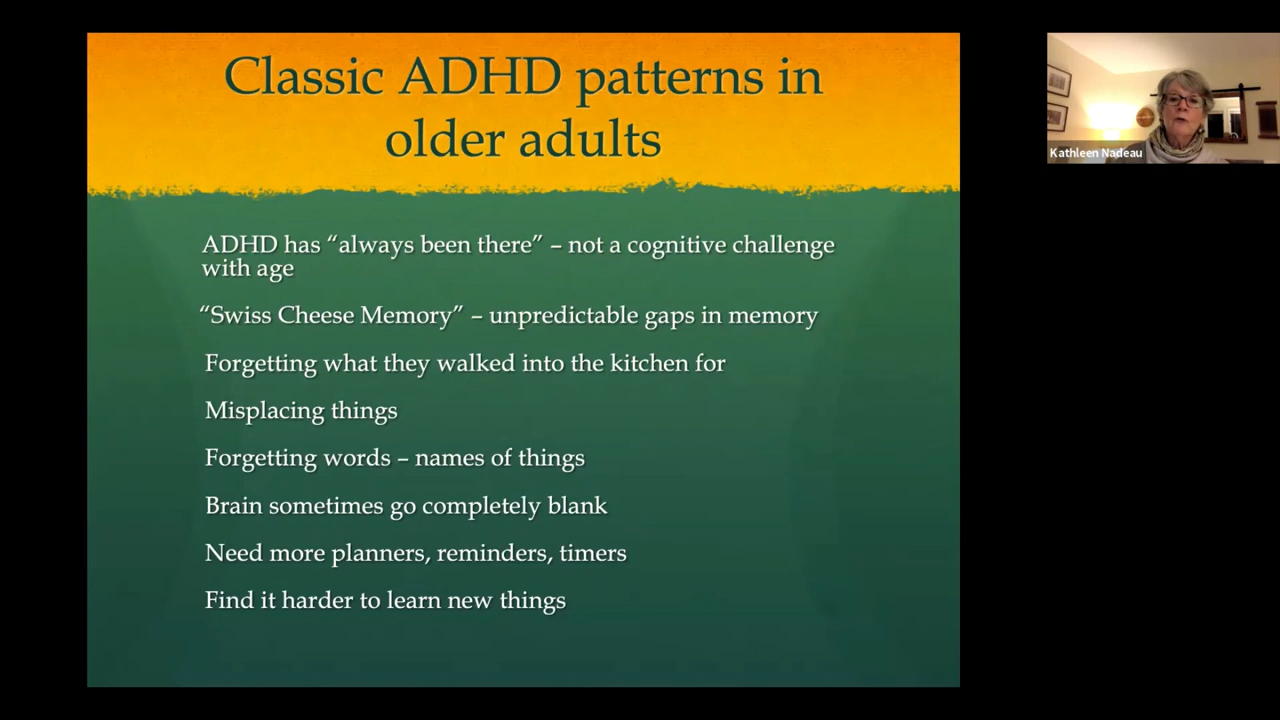 Classic ADHD patterns in
older adults
ADHD has “always been there” – not a cognitive challenge
with age
“Swiss Cheese Memory” – unpredictable gaps in memory
Forgetting what they walked into the kitchen for
Misplacing things
Forgetting words – names of things
Brain sometimes go completely blank
Need more planners, reminders, timers
Find it harder to learn new things
Kathleen Nadeau